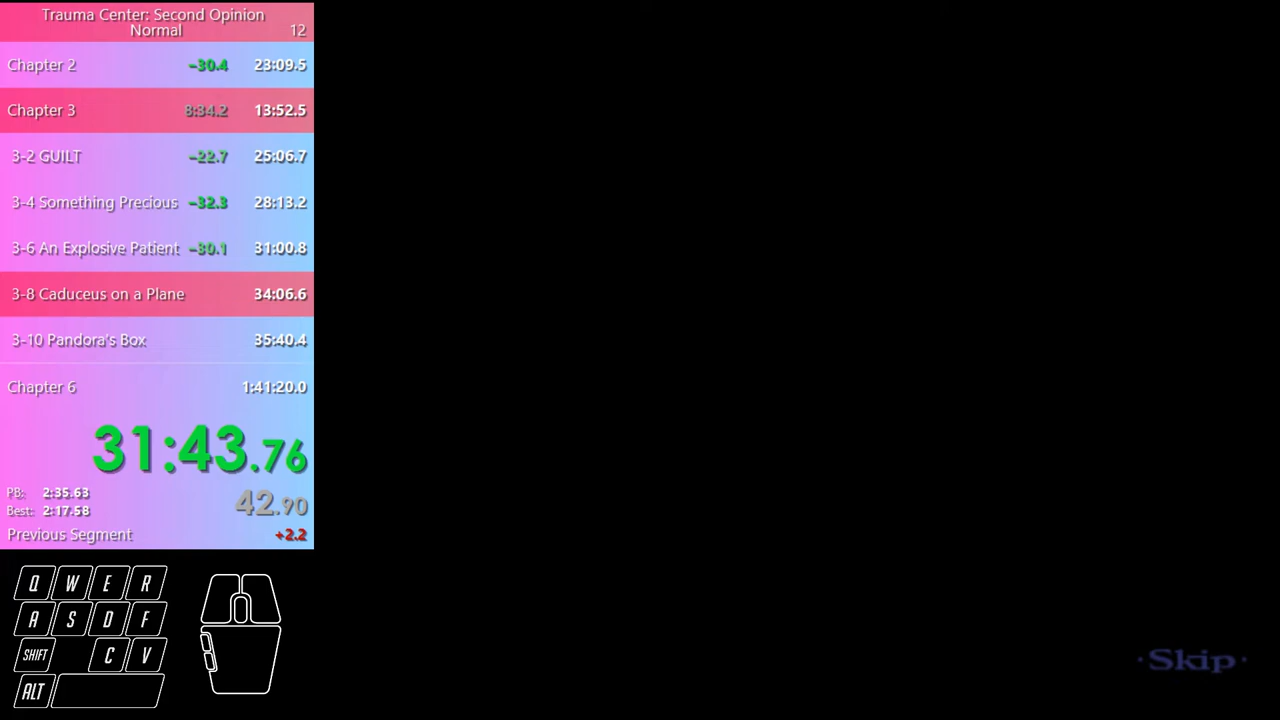 Trauma Center: Second Opinion
Normal 12
Chapter 2 -30.4 23:09.5
Chapter 3 8:34.2 13:52.5
3-2 GUILT -22.7 25:06.7
3-4 Something Precious -32.3 28:13.2
3-6 An Explosive Patient -30.1 31:00.8
3-8 Caduceus on a Plane 34:06.6
3-10 Pandora's Box 35:40.4
Chapter 6 1:41:20.0
31:43.76
PB: 2:35.63 42.90
Best: 2:17.58
Previous Segment +2.2
Q W E R
A S D F
SHIFT C V
ALT
·Skip·